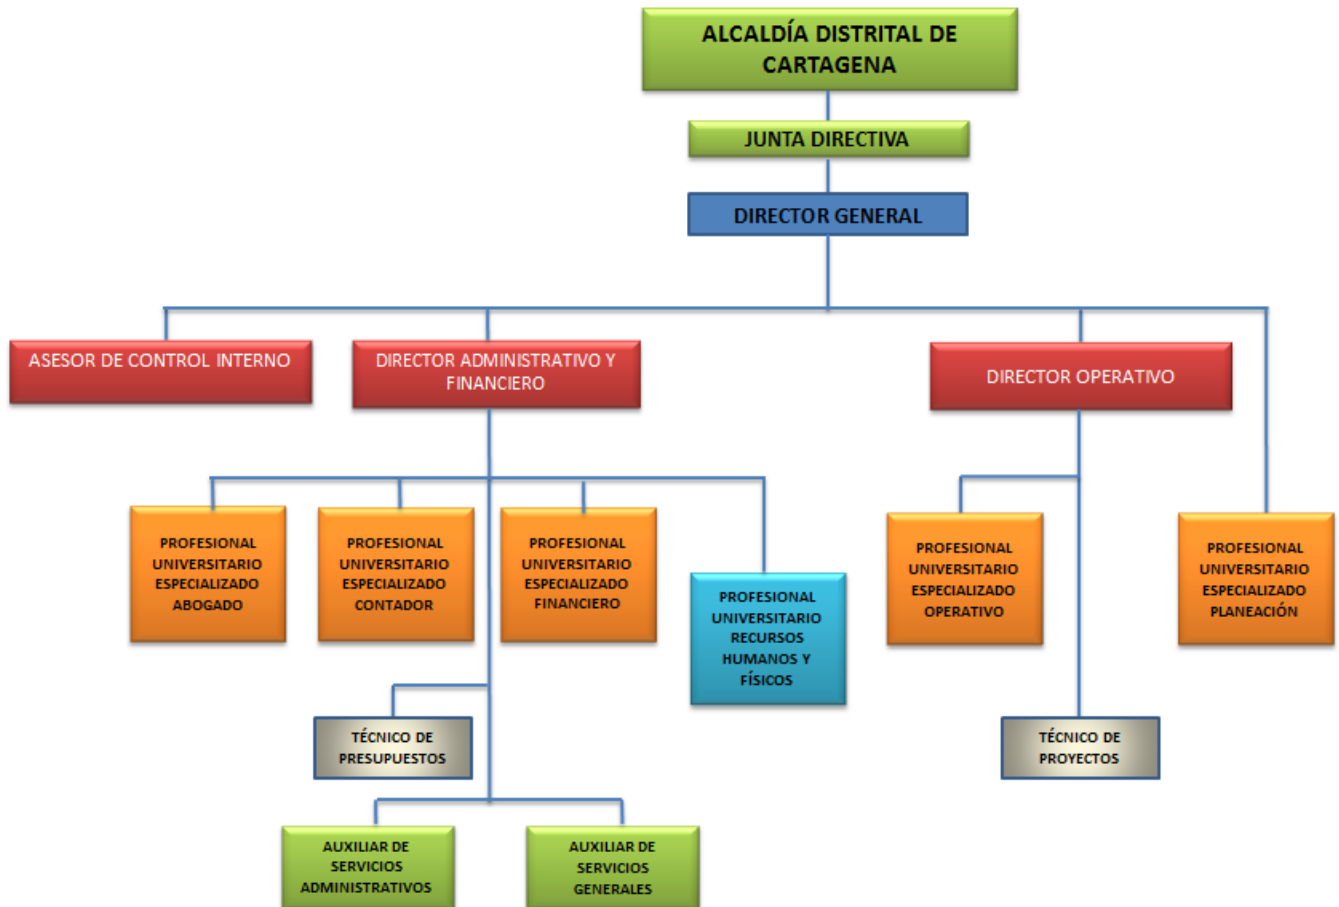 ALCALDÍA DISTRITAL DE
CARTAGENA
JUNTA DIRECTIVA
DIRECTOR GENERAL
ASESOR DE CONTROL INTERNO
DIRECTOR ADMINISTRATIVO Y
FINANCIERO
DIRECTOR OPERATIVO
PROFESIONAL
UNIVERSITARIO
ESPECIALIZADO
ABOGADO
PROFESIONAL
UNIVERSITARIO
ESPECIALIZADO
CONTADOR
PROFESIONAL
UNIVERSITARIO
ESPECIALIZADO
FINANCIERO
PROFESIONAL
UNIVERSITARIO
RECURSOS
HUMANOS Y
FÍSICOS
PROFESIONAL
UNIVERSITARIO
ESPECIALIZADO
OPERATIVO
PROFESIONAL
UNIVERSITARIO
ESPECIALIZADO
PLANEACIÓN
TÉCNICO DE
PRESUPUESTOS
TÉCNICO DE
PROYECTOS
AUXILIAR DE
SERVICIOS
ADMINISTRATIVOS
AUXILIAR DE
SERVICIOS
GENERALES